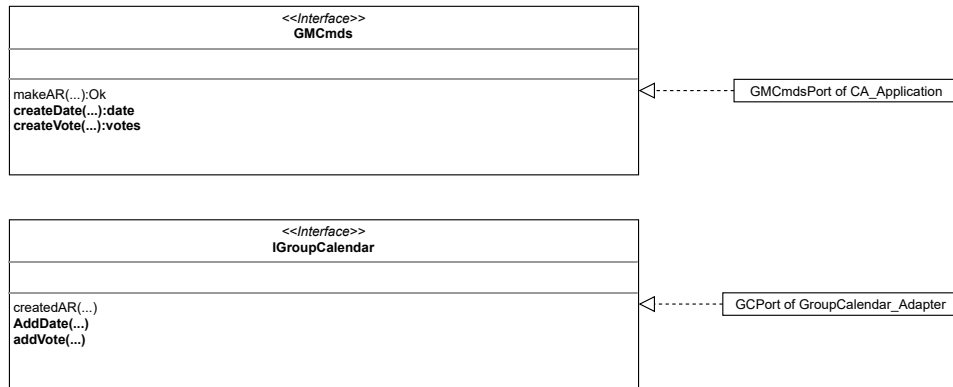 <<Interface>>
GMCmds
makeAR(...):Ok
createDate(...):date
createVote(...):votes
GMCmdsPort of CA_Application
<<Interface>>
IGroupCalendar
createdAR(...)
AddDate(...)
addVote(...)
GCPort of GroupCalendar_Adapter